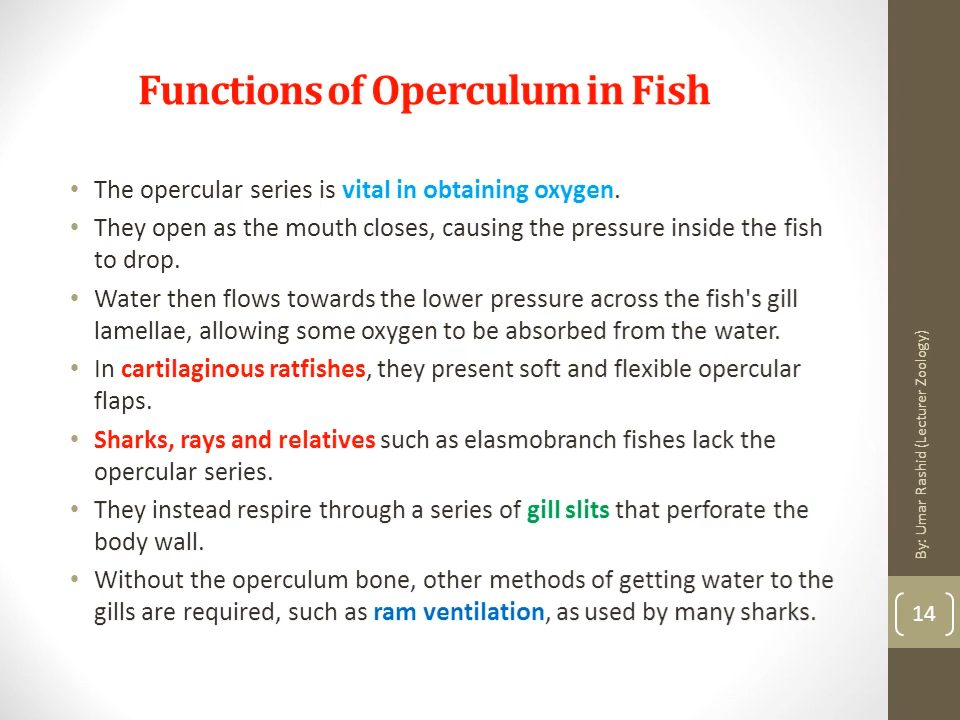 Functions of Operculum in Fish
• The opercular series is vital in obtaining oxygen.
• They open as the mouth closes, causing the pressure inside the fish
to drop.
• Water then flows towards the lower pressure across the fish's gill
lamellae, allowing some oxygen to be absorbed from the water.
• In cartilaginous ratfishes, they present soft and flexible opercular
flaps.
• Sharks, rays and relatives such as elasmobranch fishes lack the
opercular series.
• They instead respire through a series of gill slits that perforate the
body wall.
• Without the operculum bone, other methods of getting water to the
gills are required, such as ram ventilation, as used by many sharks.
By: Umar Rashid (Lecturer Zoology)
14